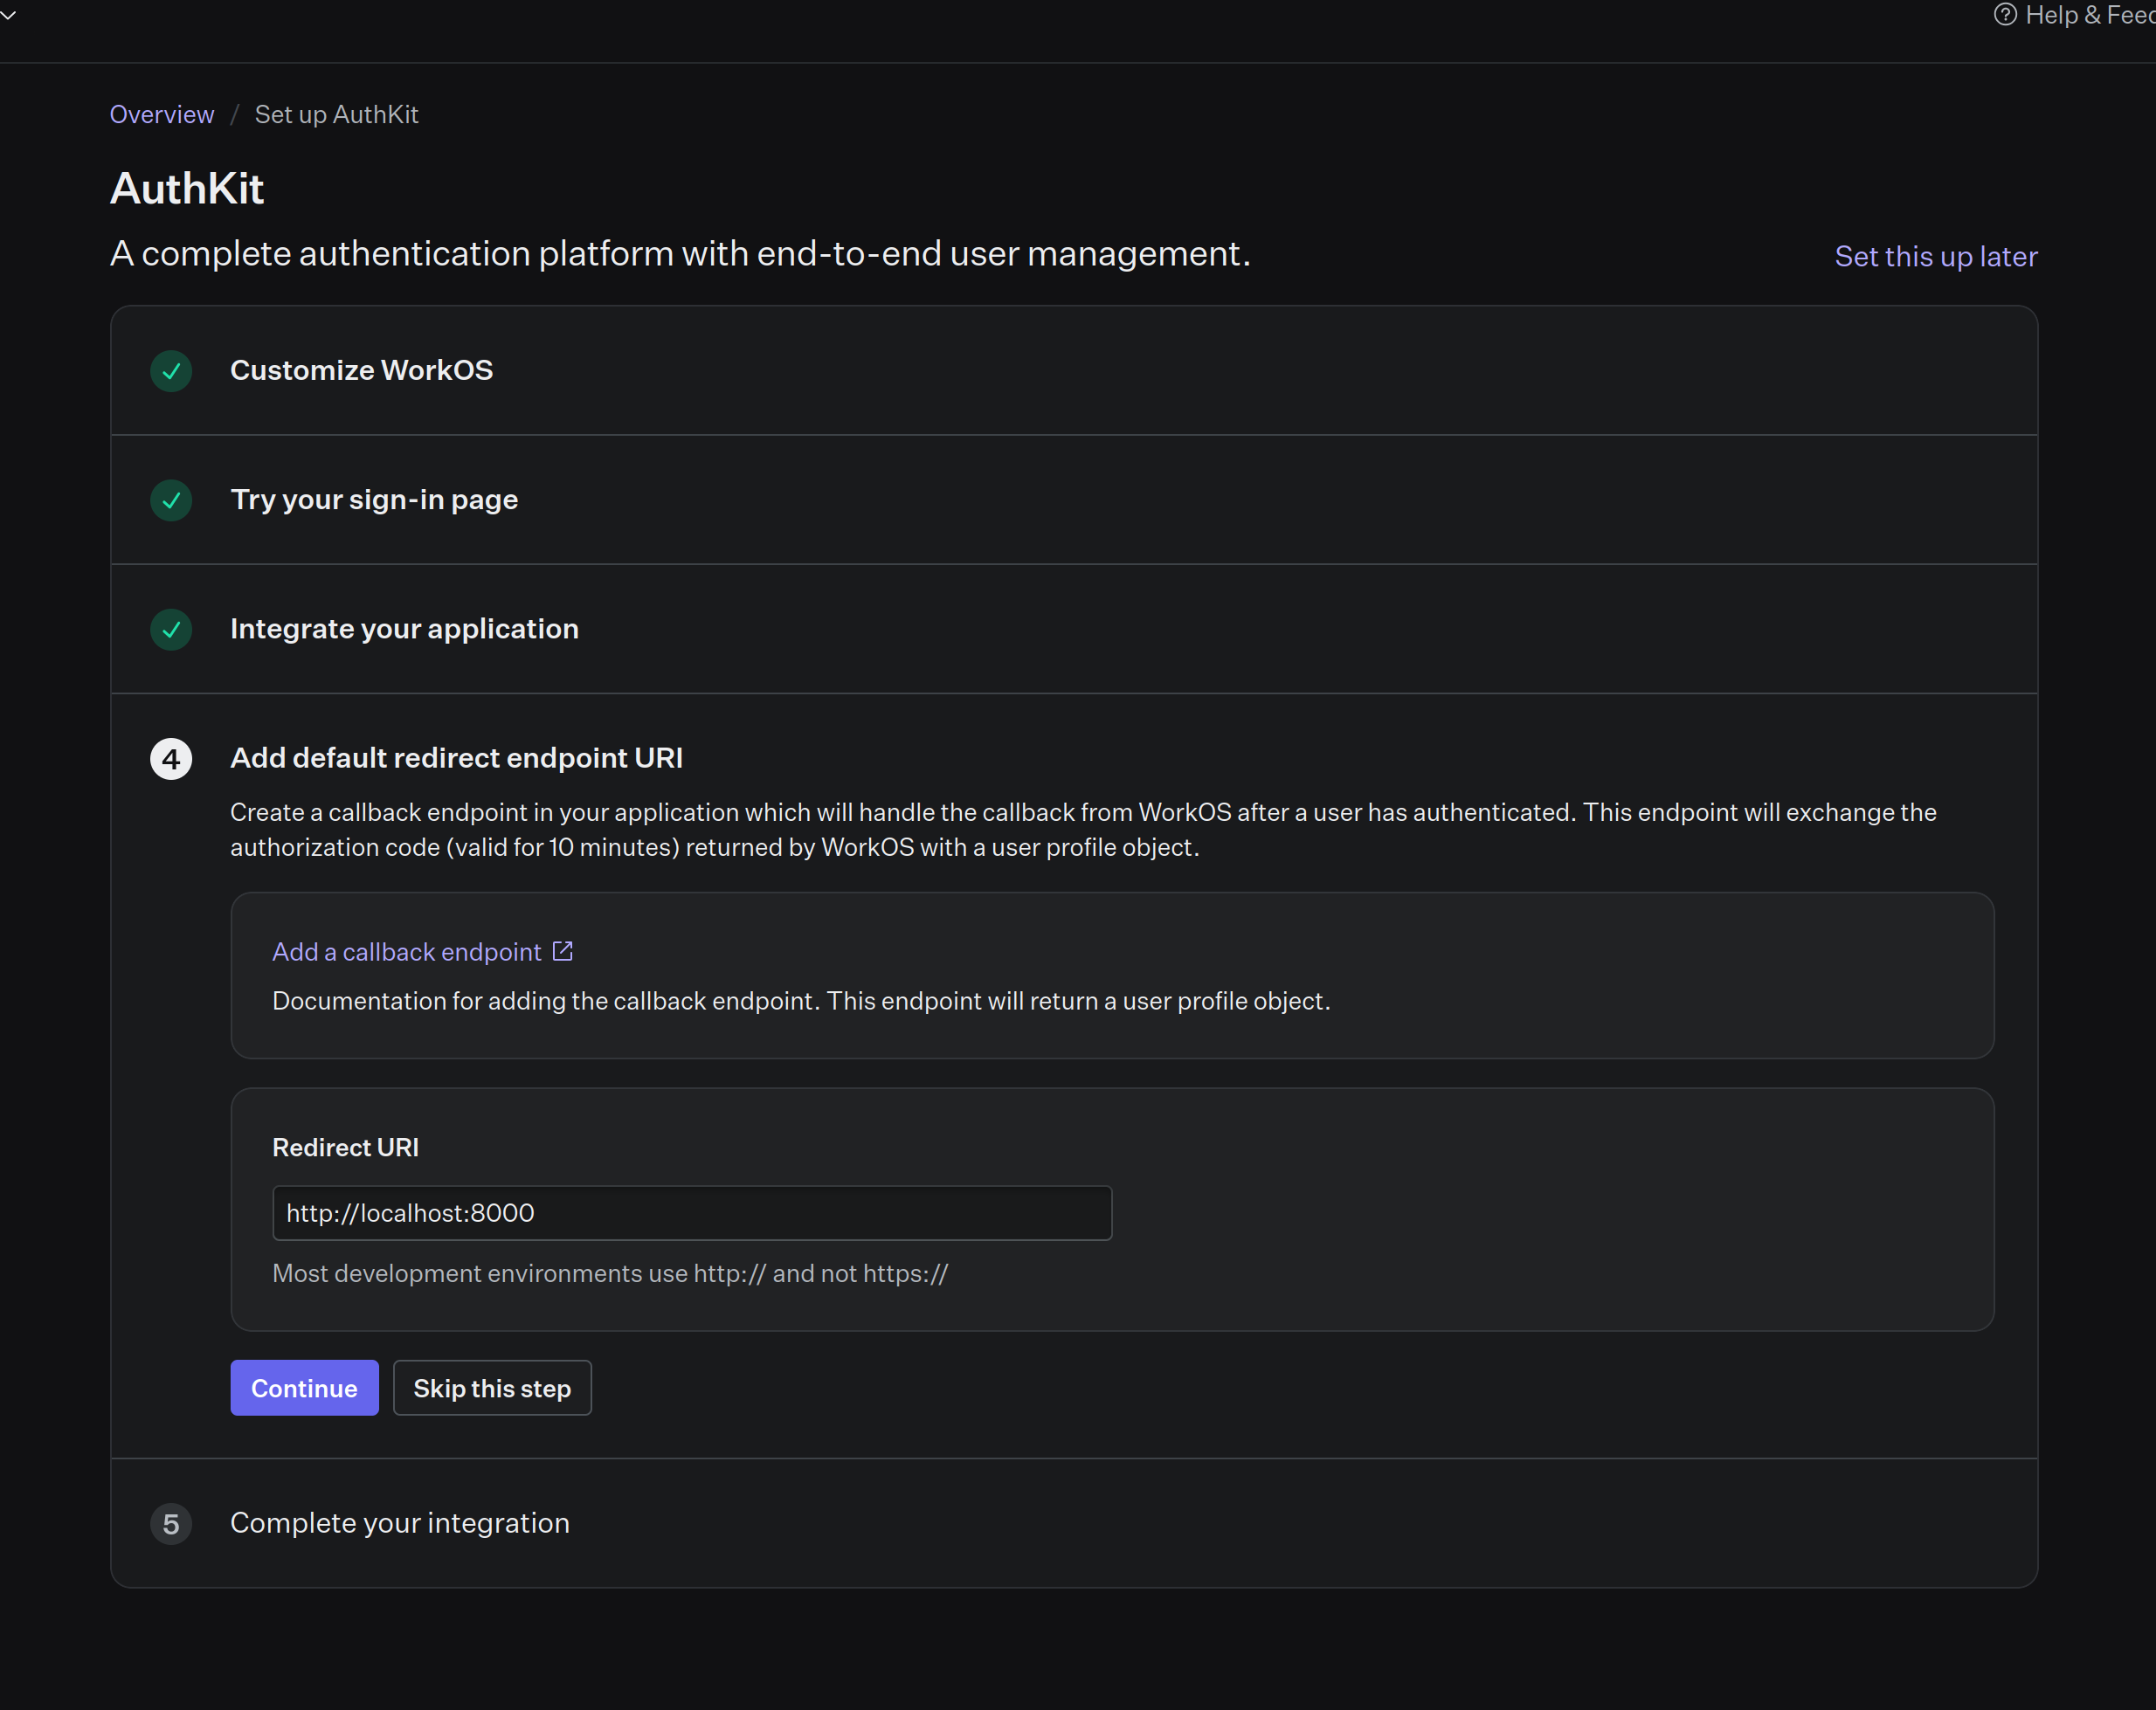 Help & Feed
Overview / Set up AuthKit
AuthKit
A complete authentication platform with end-to-end user management.
Set this up later
Customize WorkOS
Try your sign-in page
Integrate your application
4 Add default redirect endpoint URI
Create a callback endpoint in your application which will handle the callback from WorkOS after a user has authenticated. This endpoint will exchange the
authorization code (valid for 10 minutes) returned by WorkOS with a user profile object.
Add a callback endpoint
Documentation for adding the callback endpoint. This endpoint will return a user profile object.
Redirect URI
http://localhost:8000
Most development environments use http:// and not https://
Continue Skip this step
5 Complete your integration